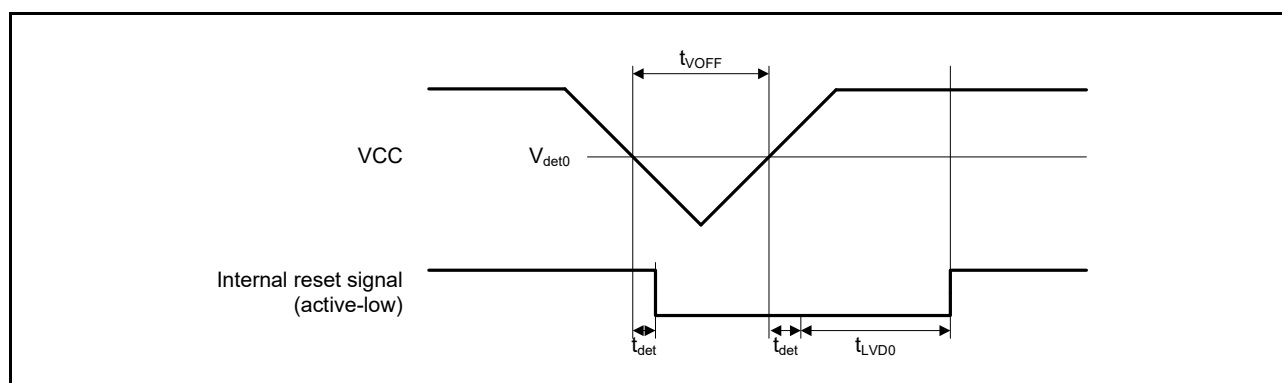 tVOFF
VCC
Vdet0
Internal reset signal
(active-low)
tdet
tdet
tLVD0